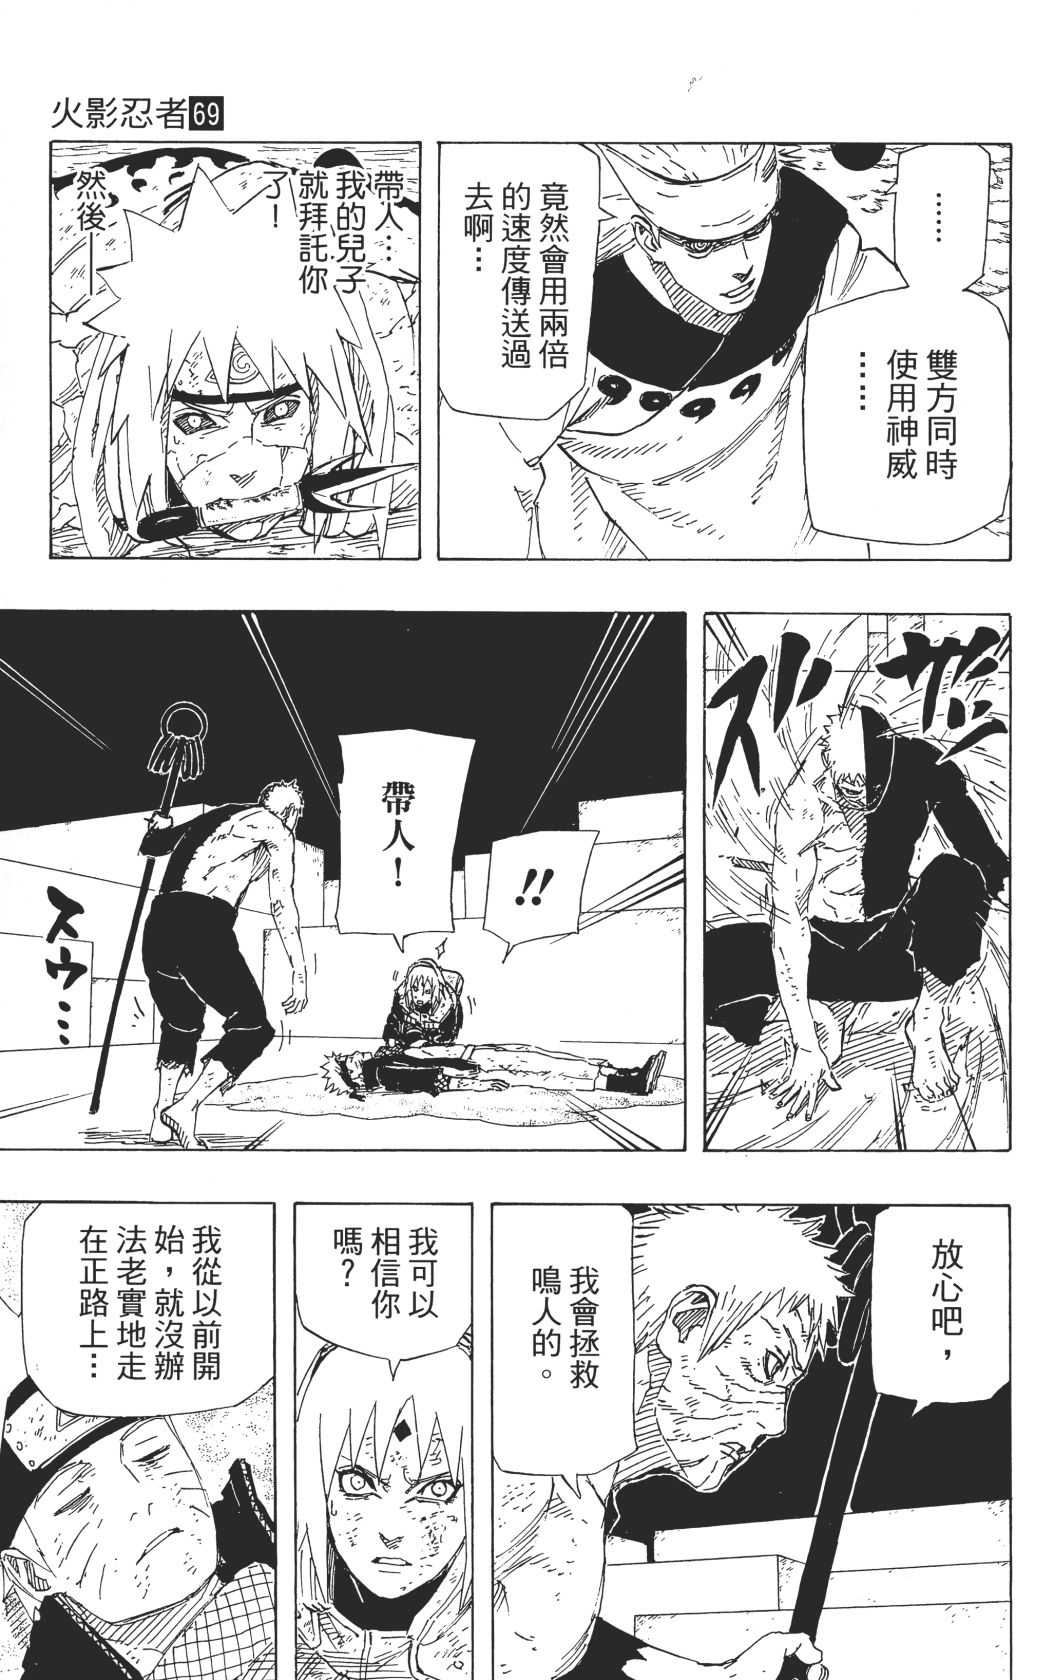 火影忍者69
……
雙方同時
使用神威
……
竟然會用兩倍
的速度傳送過
去啊…
帶人…
我的兒子
就拜託你
了！
然後—
ザッ
ズ
！！
帶人！
スゥ…
放心吧，
我會拯救
鳴人的。
我可以
相信你
嗎？
我從以前開
始，就沒辦
法老實地走
在正路上…